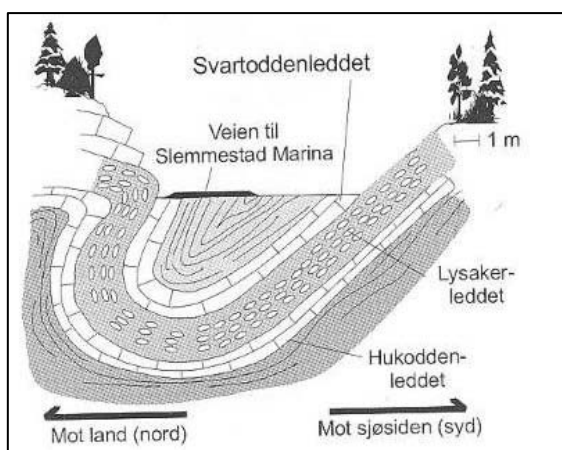 Svartoddenleddet
Veien til
Slemmestad Marina
1 m
Lysaker-
leddet
Hukodden-
leddet
Mot land (nord)
Mot sjøsiden (syd)